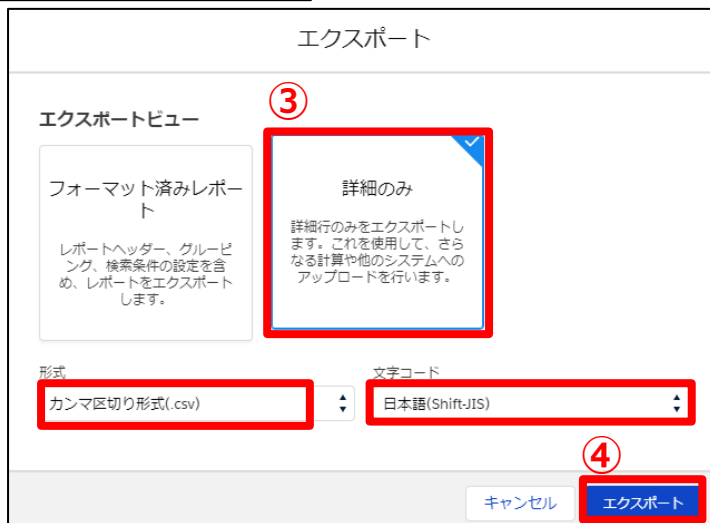 エクスポート
③
エクスポートビュー
フォーマット済みレポー
ト
レポートヘッダー、グルーピ
ング、検索条件の設定を含
め、レポートをエクスポート
します。
詳細のみ
詳細行のみをエクスポートし
ます。これを使用して、さら
なる計算や他のシステムへの
アップロードを行います。
形式
カンマ区切り形式(.csv)
文字コード
日本語(Shift-JIS)
④
キャンセル
エクスポート